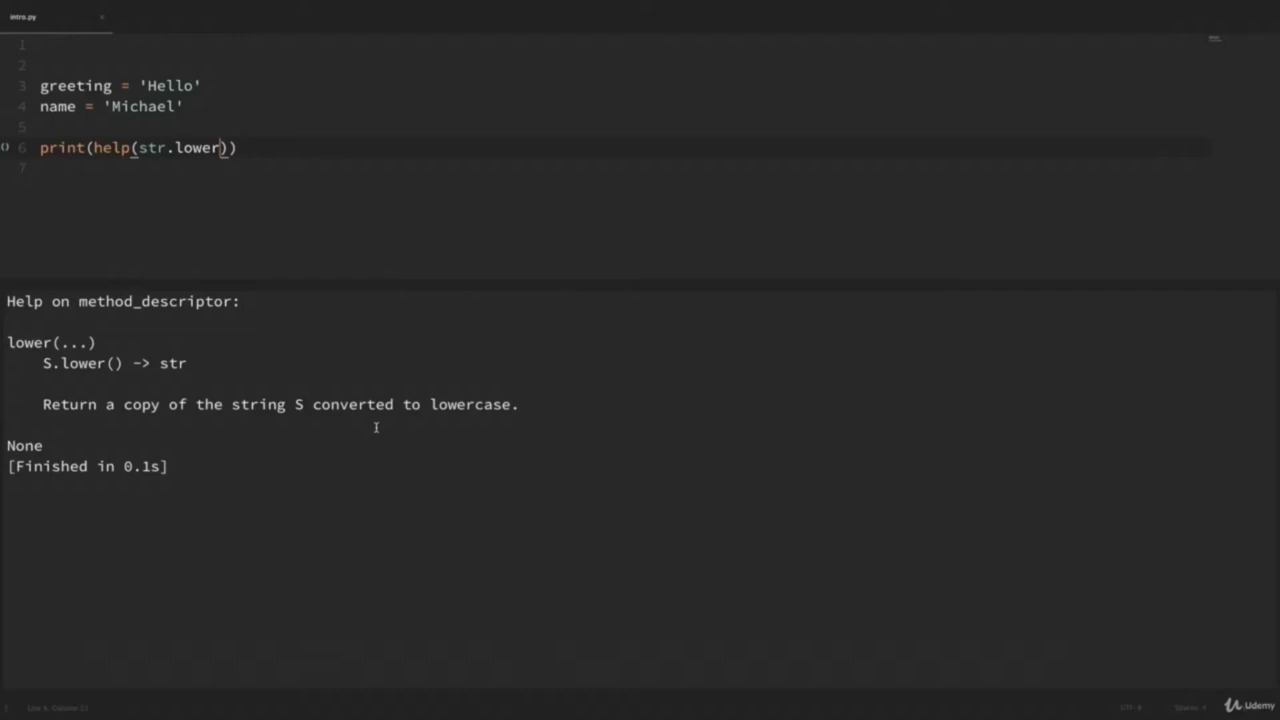 intro.py ×
1
2
3 greeting = 'Hello'
4 name = 'Michael'
5
() 6 print(help(str.lower))
7
Help on method_descriptor:
lower(...)
S.lower() -> str
Return a copy of the string S converted to lowercase.
None
[Finished in 0.1s]
Udemy